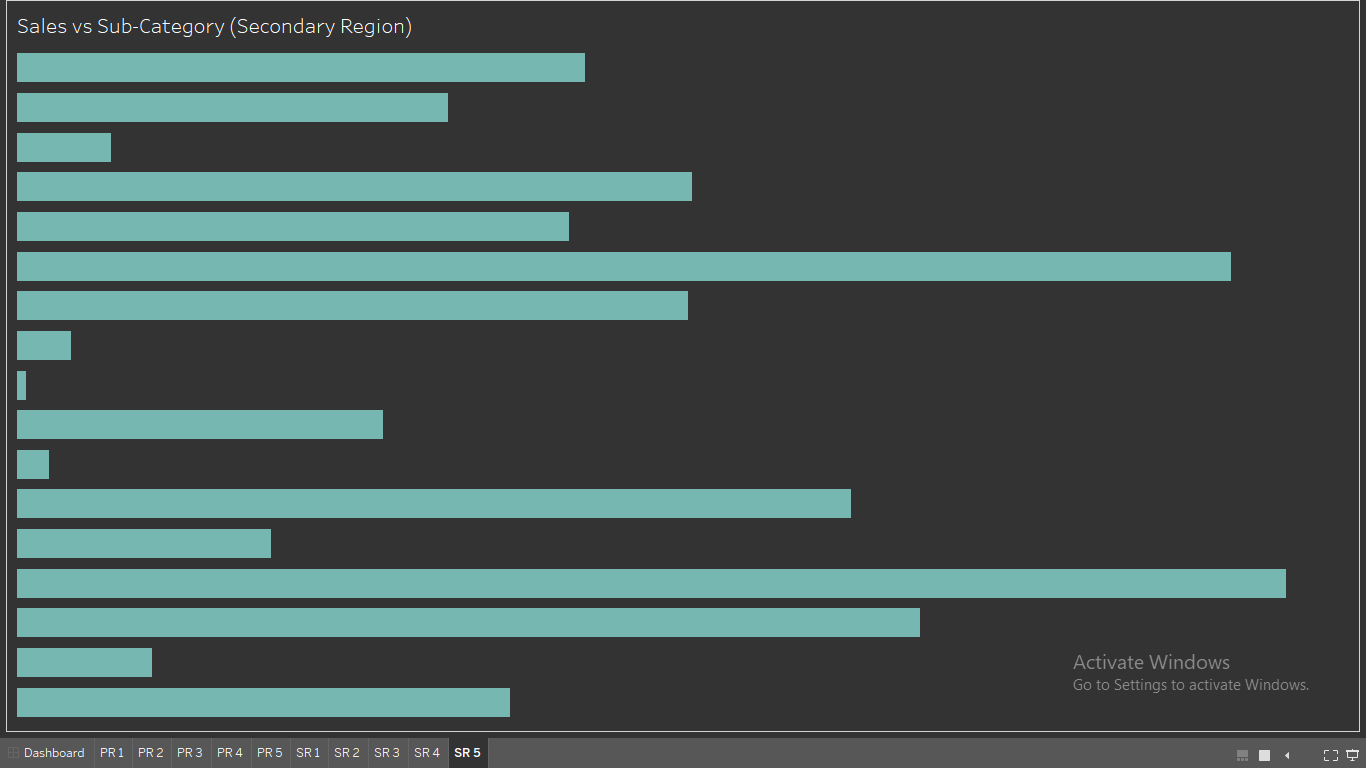 Sales vs Sub-Category (Secondary Region)
Activate Windows
Go to Settings to activate Windows.
Dashboard PR 1 PR 2 PR 3 PR 4 PR 5 SR 1 SR 2 SR 3 SR 4 SR 5